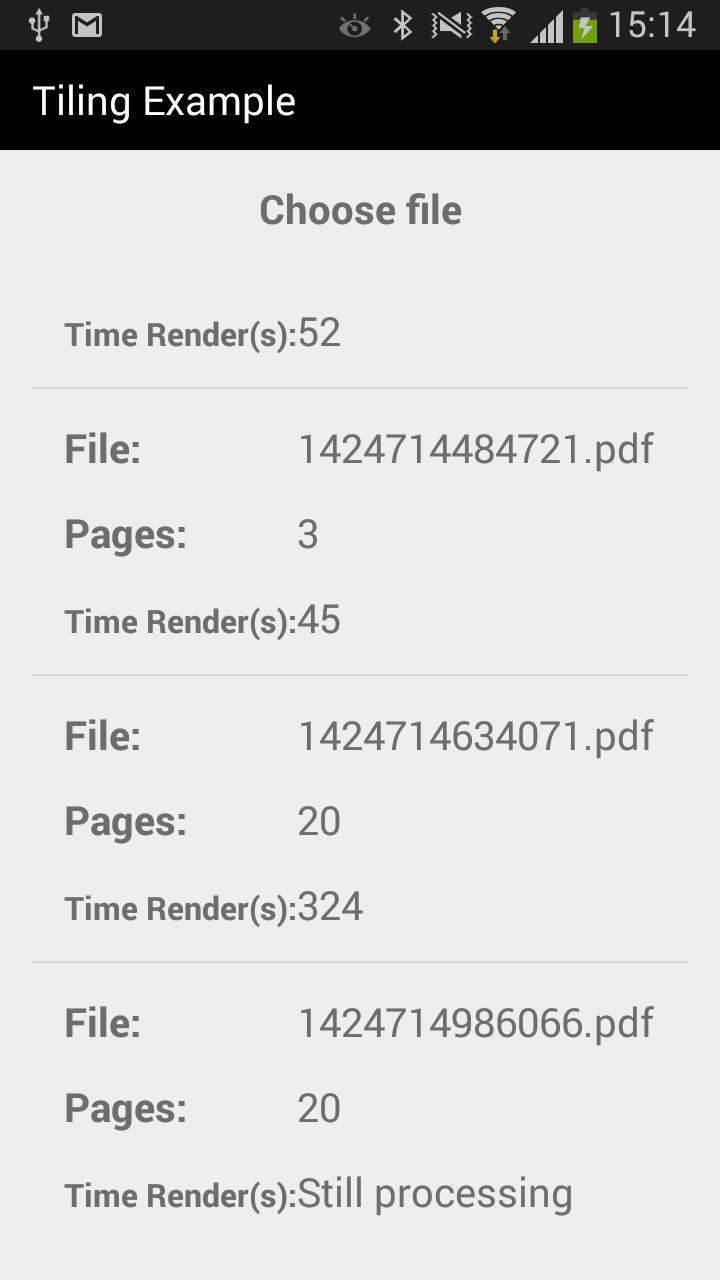 15:14
Tiling Example
Choose file
Time Render(s):52
File: 1424714484721.pdf
Pages: 3
Time Render(s):45
File: 1424714634071.pdf
Pages: 20
Time Render(s):324
File: 1424714986066.pdf
Pages: 20
Time Render(s):Still processing